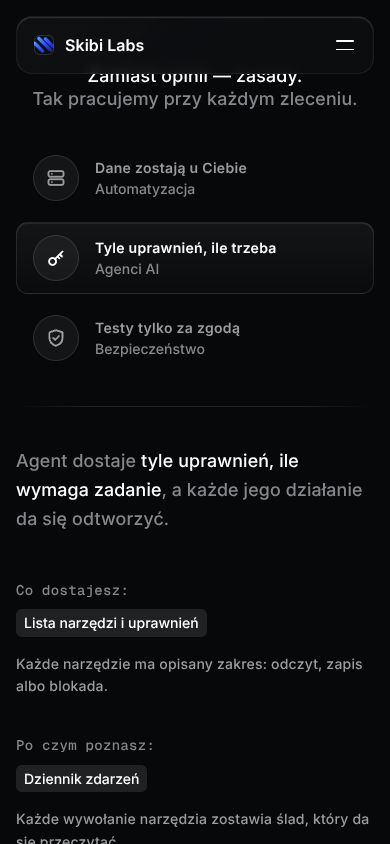 Skibi Labs
Zamiast opinii — zasady.
Tak pracujemy przy każdym zleceniu.
Dane zostają u Ciebie
Automatyzacja
Tyle uprawnień, ile trzeba
Agenci AI
Testy tylko za zgodą
Bezpieczeństwo
Agent dostaje tyle uprawnień, ile
wymaga zadanie, a każde jego działanie
da się odtworzyć.
Co dostajesz:
Lista narzędzi i uprawnień
Każde narzędzie ma opisany zakres: odczyt, zapis
albo blokada.
Po czym poznasz:
Dziennik zdarzeń
Każde wywołanie narzędzia zostawia ślad, który da
się przeczytać